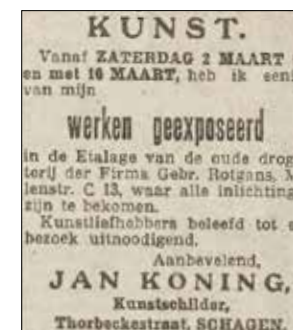 KUNST.
Vanaf ZATERDAG 2 MAART
en met 16 MAART, heb ik eeni
van mijn
werken geexposeerd
in de Etalage van de oude drog
terij der Firma Gebr. Rotgans, M
lenstr. C 13, waar alle inlichting
zijn te bekomen.
Kunstliefhebbers beleefd tot e
bezoek uitnoodigend.
Aanbevelend,
JAN KONING,
Kunstschilder,
Thorbeckestraat, SCHAGEN.